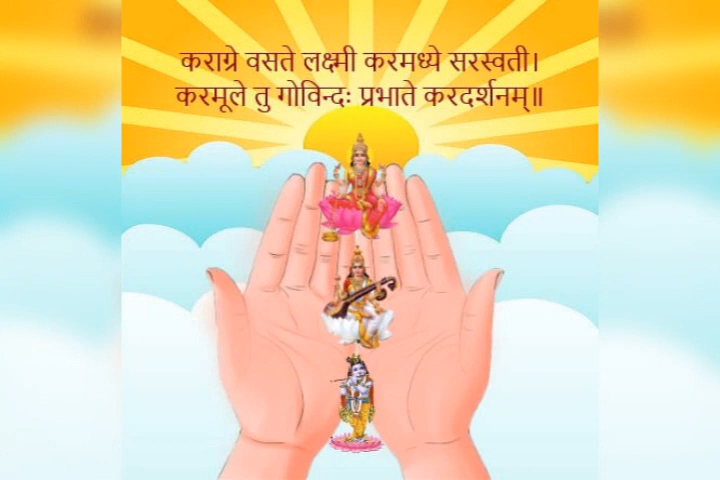 कराग्रे वसते लक्ष्मी करमध्ये सरस्वती।
करमूले तु गोविन्दः प्रभाते करदर्शनम्॥